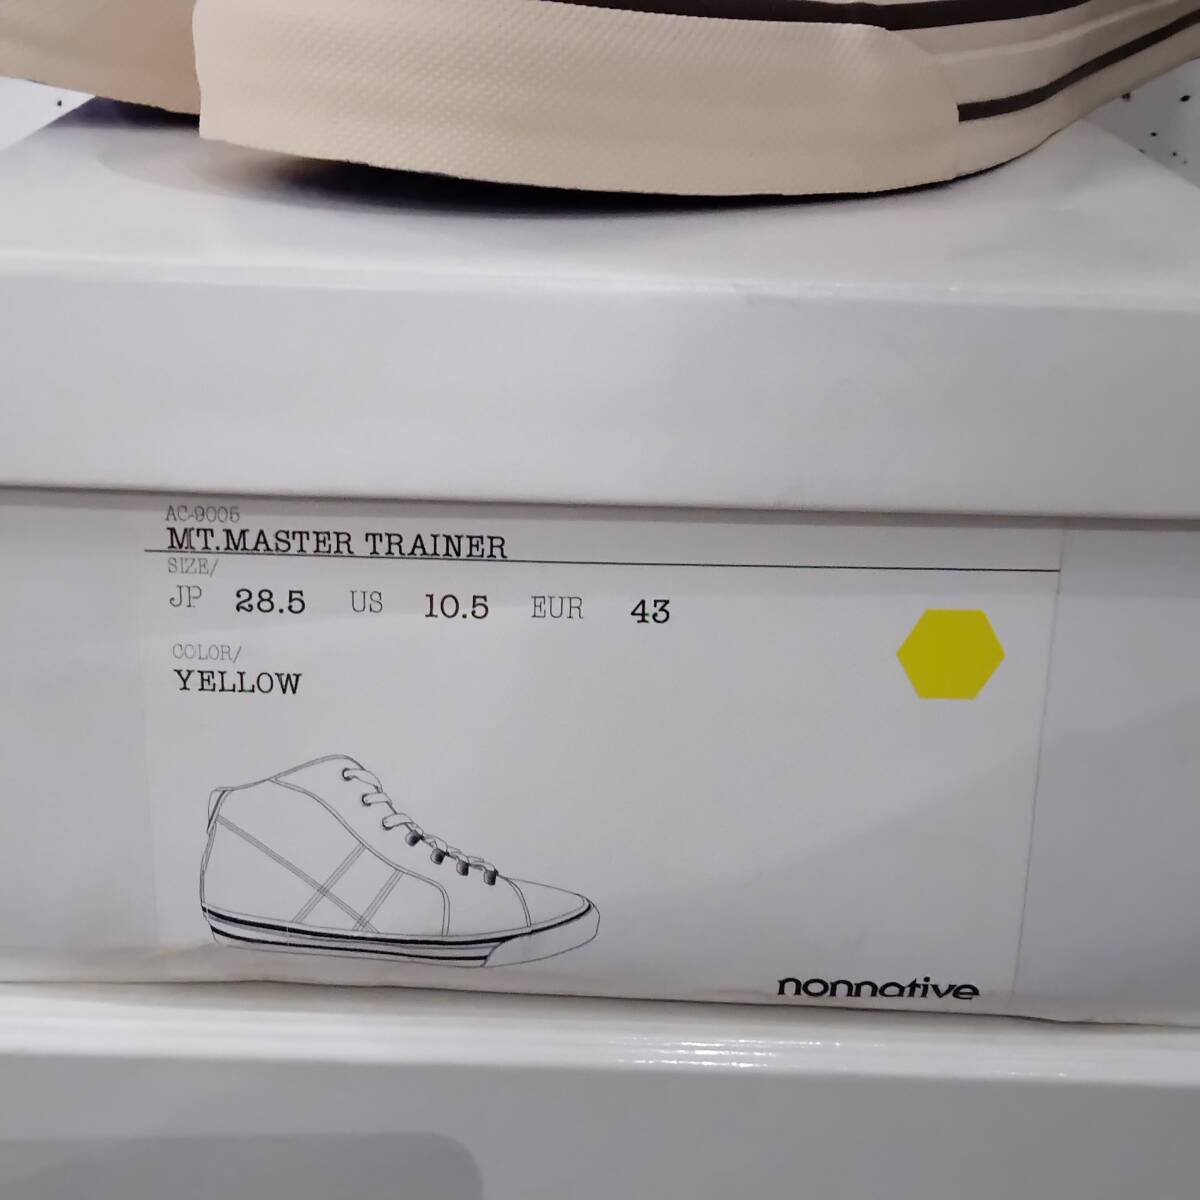 AC-9005
MT.MASTER TRAINER
SIZE/
JP 28.5 US 10.5 EUR 43
COLOR/
YELLOW
nonnative